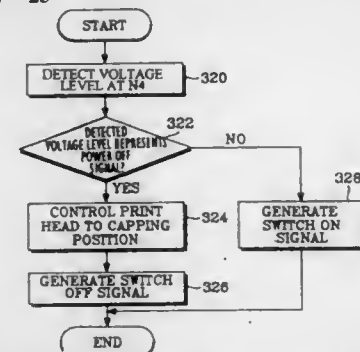 START
DETECT VOLTAGE
LEVEL AT N4
320
DETECTED
VOLTAGE LEVEL REPRESENTS
POWER OFF
SIGNAL?
322
NO
YES
CONTROL PRINT
HEAD TO CAPPING
POSITION
324
328
GENERATE
SWITCH ON
SIGNAL
GENERATE SWITCH
OFF SIGNAL
326
END